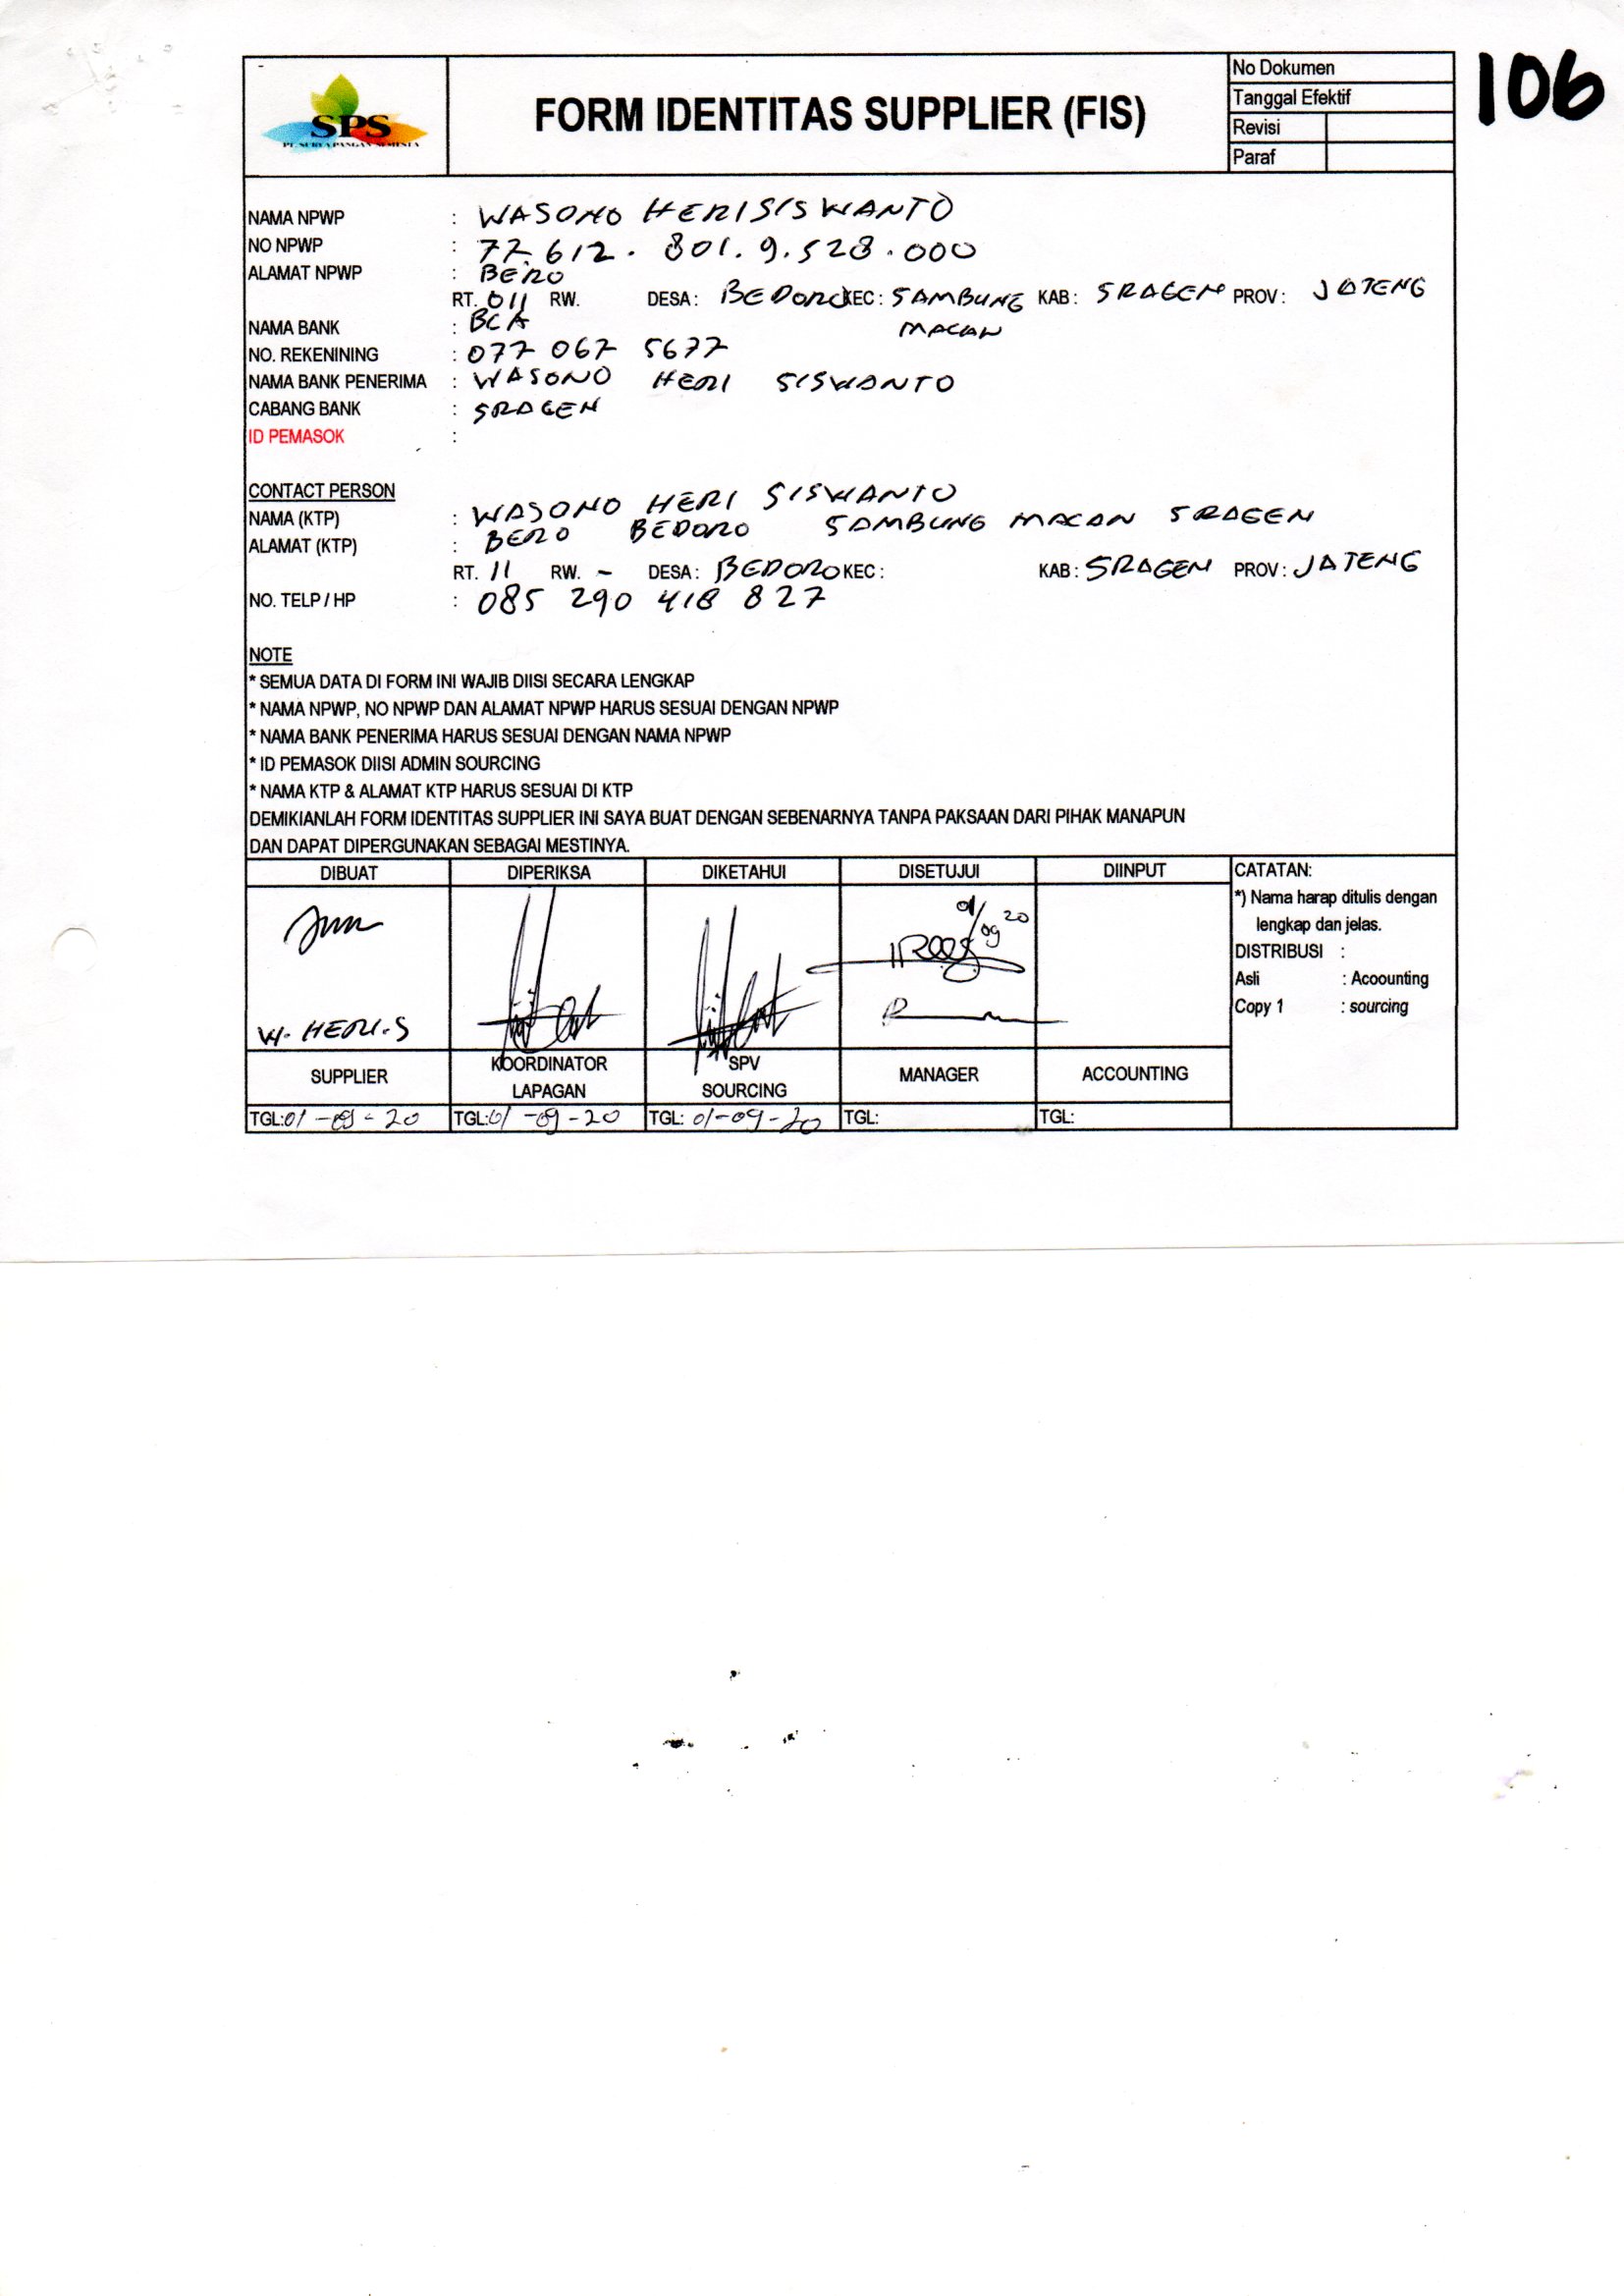 106
SPS
PT. SURYA PANGAN SEMESTA
FORM IDENTITAS SUPPLIER (FIS)
No Dokumen
Tanggal Efektif
Revisi
Paraf
NAMA NPWP : WASONO HERISISWANTO
NO NPWP : 77.612.801.9.528.000
ALAMAT NPWP : BERO
RT. 011 RW. DESA: BEDORO KEC: SAMBUNG MACAN KAB: SRAGEN PROV: JATENG
NAMA BANK : BCA
NO. REKENINING : 077 067 5677
NAMA BANK PENERIMA : WASONO HERI SISWANTO
CABANG BANK : SRAGEN
ID PEMASOK :
CONTACT PERSON
NAMA (KTP) : WASONO HERI SISWANTO
ALAMAT (KTP) : BERO BEDORO SAMBUNG MACAN SRAGEN
RT. 11 RW. - DESA: BEDORO KEC: KAB: SRAGEN PROV: JATENG
NO. TELP / HP : 085 290 418 827
NOTE
* SEMUA DATA DI FORM INI WAJIB DIISI SECARA LENGKAP
* NAMA NPWP, NO NPWP DAN ALAMAT NPWP HARUS SESUAI DENGAN NPWP
* NAMA BANK PENERIMA HARUS SESUAI DENGAN NAMA NPWP
* ID PEMASOK DIISI ADMIN SOURCING
* NAMA KTP & ALAMAT KTP HARUS SESUAI DI KTP
DEMIKIANLAH FORM IDENTITAS SUPPLIER INI SAYA BUAT DENGAN SEBENARNYA TANPA PAKSAAN DARI PIHAK MANAPUN
DAN DAPAT DIPERGUNAKAN SEBAGAI MESTINYA.
DIBUAT DIPERIKSA DIKETAHUI DISETUJUI DIINPUT CATATAN:
*) Nama harap ditulis dengan
lengkap dan jelas.
DISTRIBUSI :
Asli : Acoounting
Copy 1 : sourcing
01/09 20
W. HERI.S
SUPPLIER KOORDINATOR LAPAGAN SPV SOURCING MANAGER ACCOUNTING
TGL:01-09-20 TGL:01-09-20 TGL: 01-09-20 TGL: TGL: